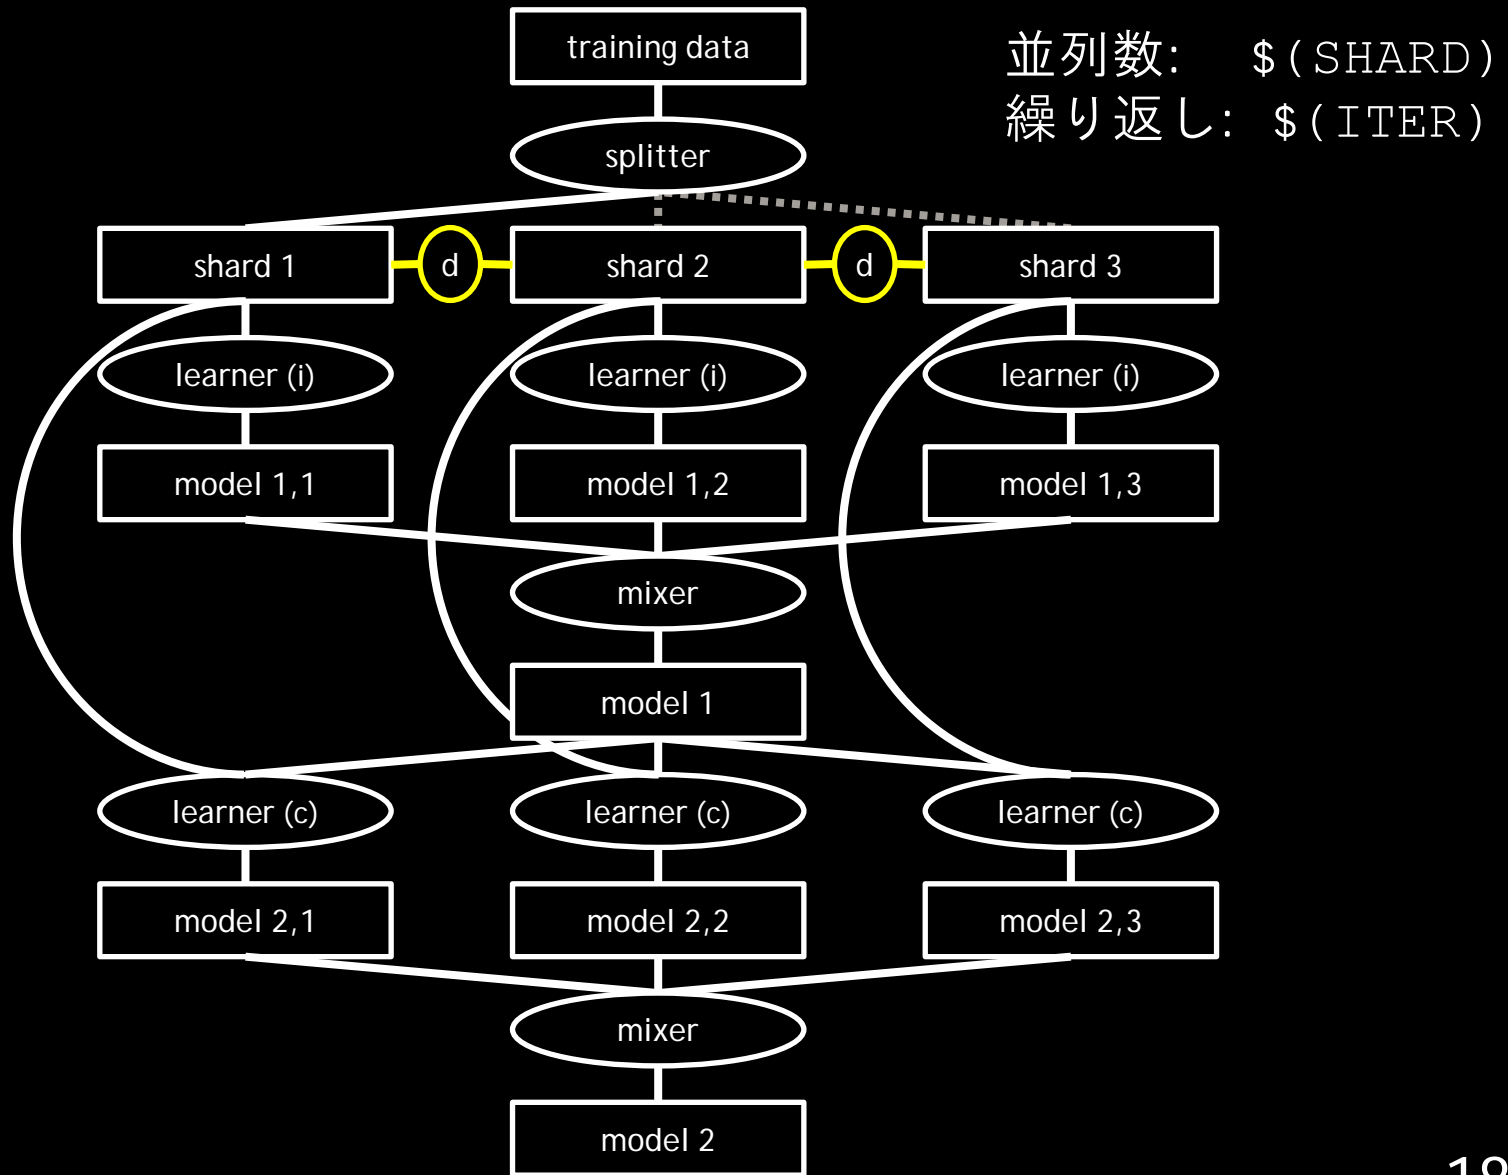 training data
並列数: $(SHARD)
繰り返し: $(ITER)
splitter
shard 1
d
shard 2
d
shard 3
learner (i)
learner (i)
learner (i)
model 1,1
model 1,2
model 1,3
mixer
model 1
learner (c)
learner (c)
learner (c)
model 2,1
model 2,2
model 2,3
mixer
model 2